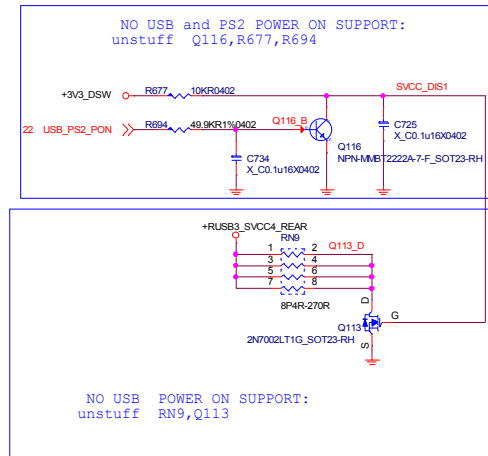 NO USB and PS2 POWER ON SUPPORT:
unstuff Q116,R677,R694
+3V3_DSW
R677
10KR0402
SVCC_DIS1
22 USB_PS2_PON
R694
49.9KR1%0402
Q116_B
C734
X_C0.1u16X0402
Q116
NPN-MMBT2222A-7-F_SOT23-RH
C725
X_C0.1u16X0402
+RUSB3_SVCC4_REAR
RN9
1 2 Q113_D
3 4
5 6
7 8
8P4R-270R
D
G
Q113
S
2N7002LT1G_SOT23-RH
NO USB POWER ON SUPPORT:
unstuff RN9,Q113